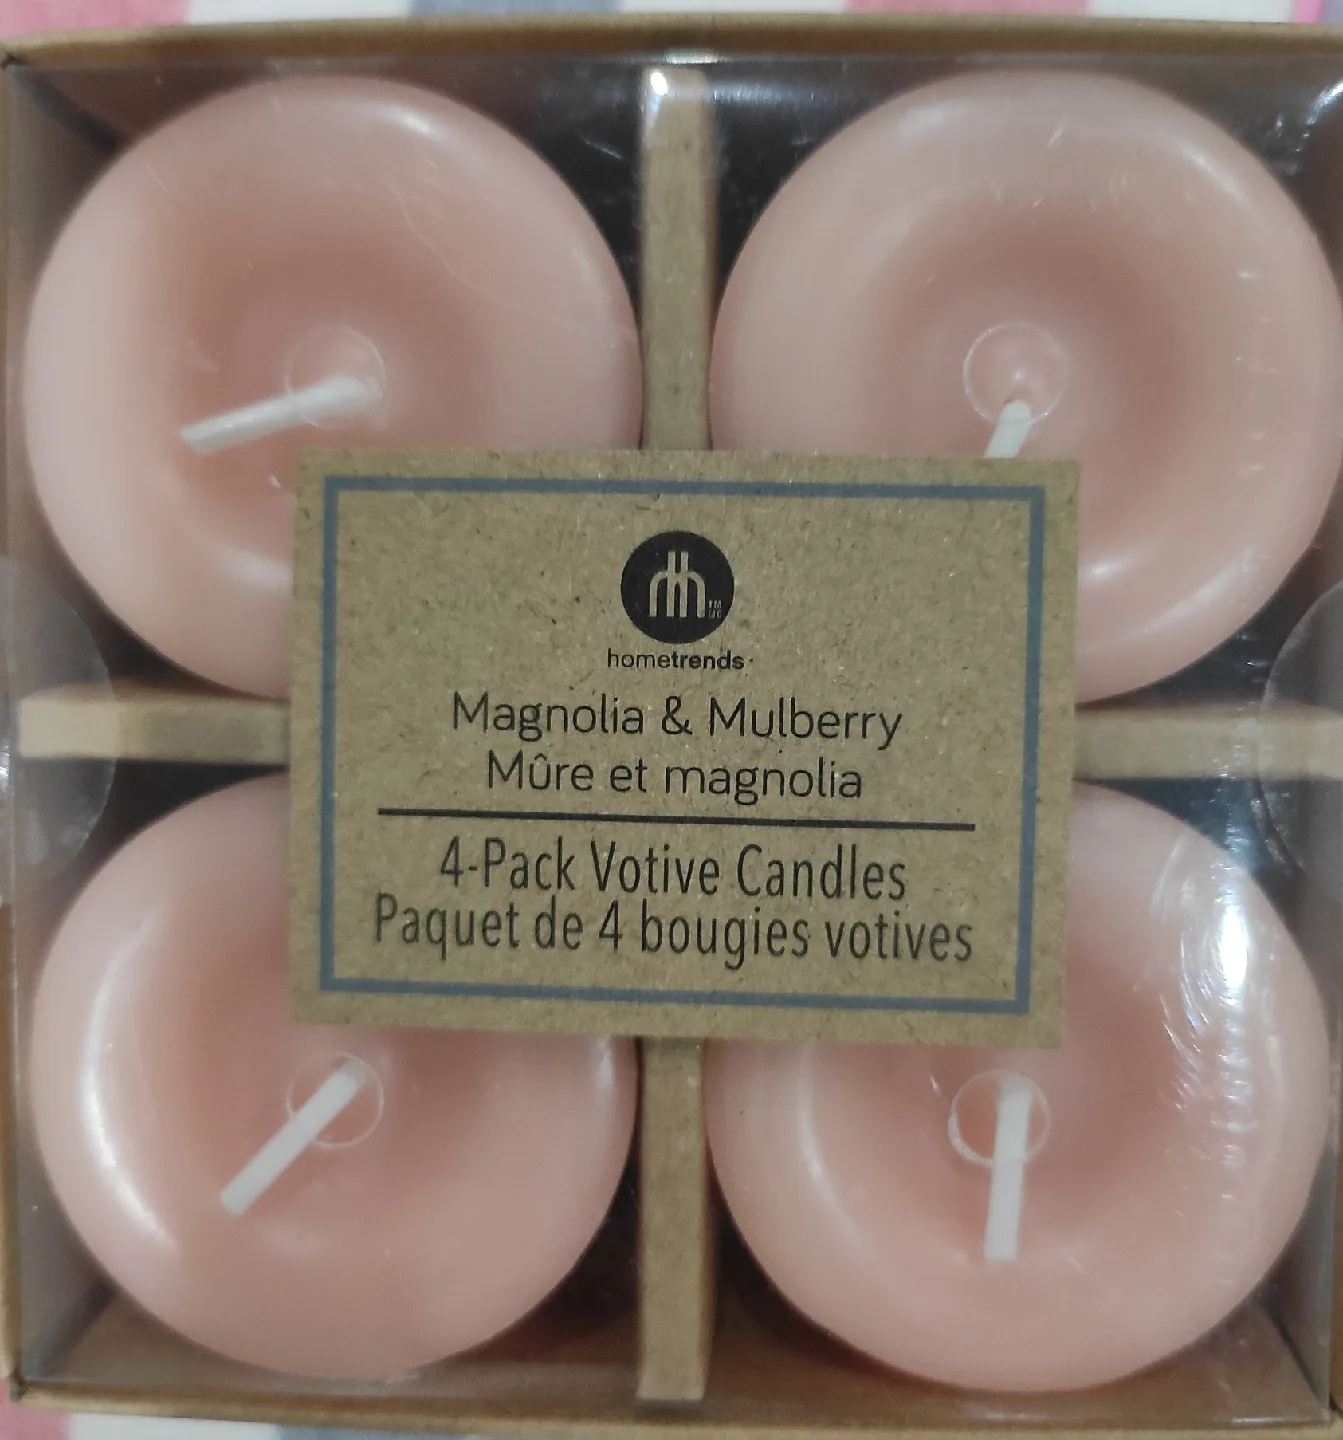 hometrends
Magnolia & Mulberry
Mûre et magnolia
4-Pack Votive Candles
Paquet de 4 bougies votives